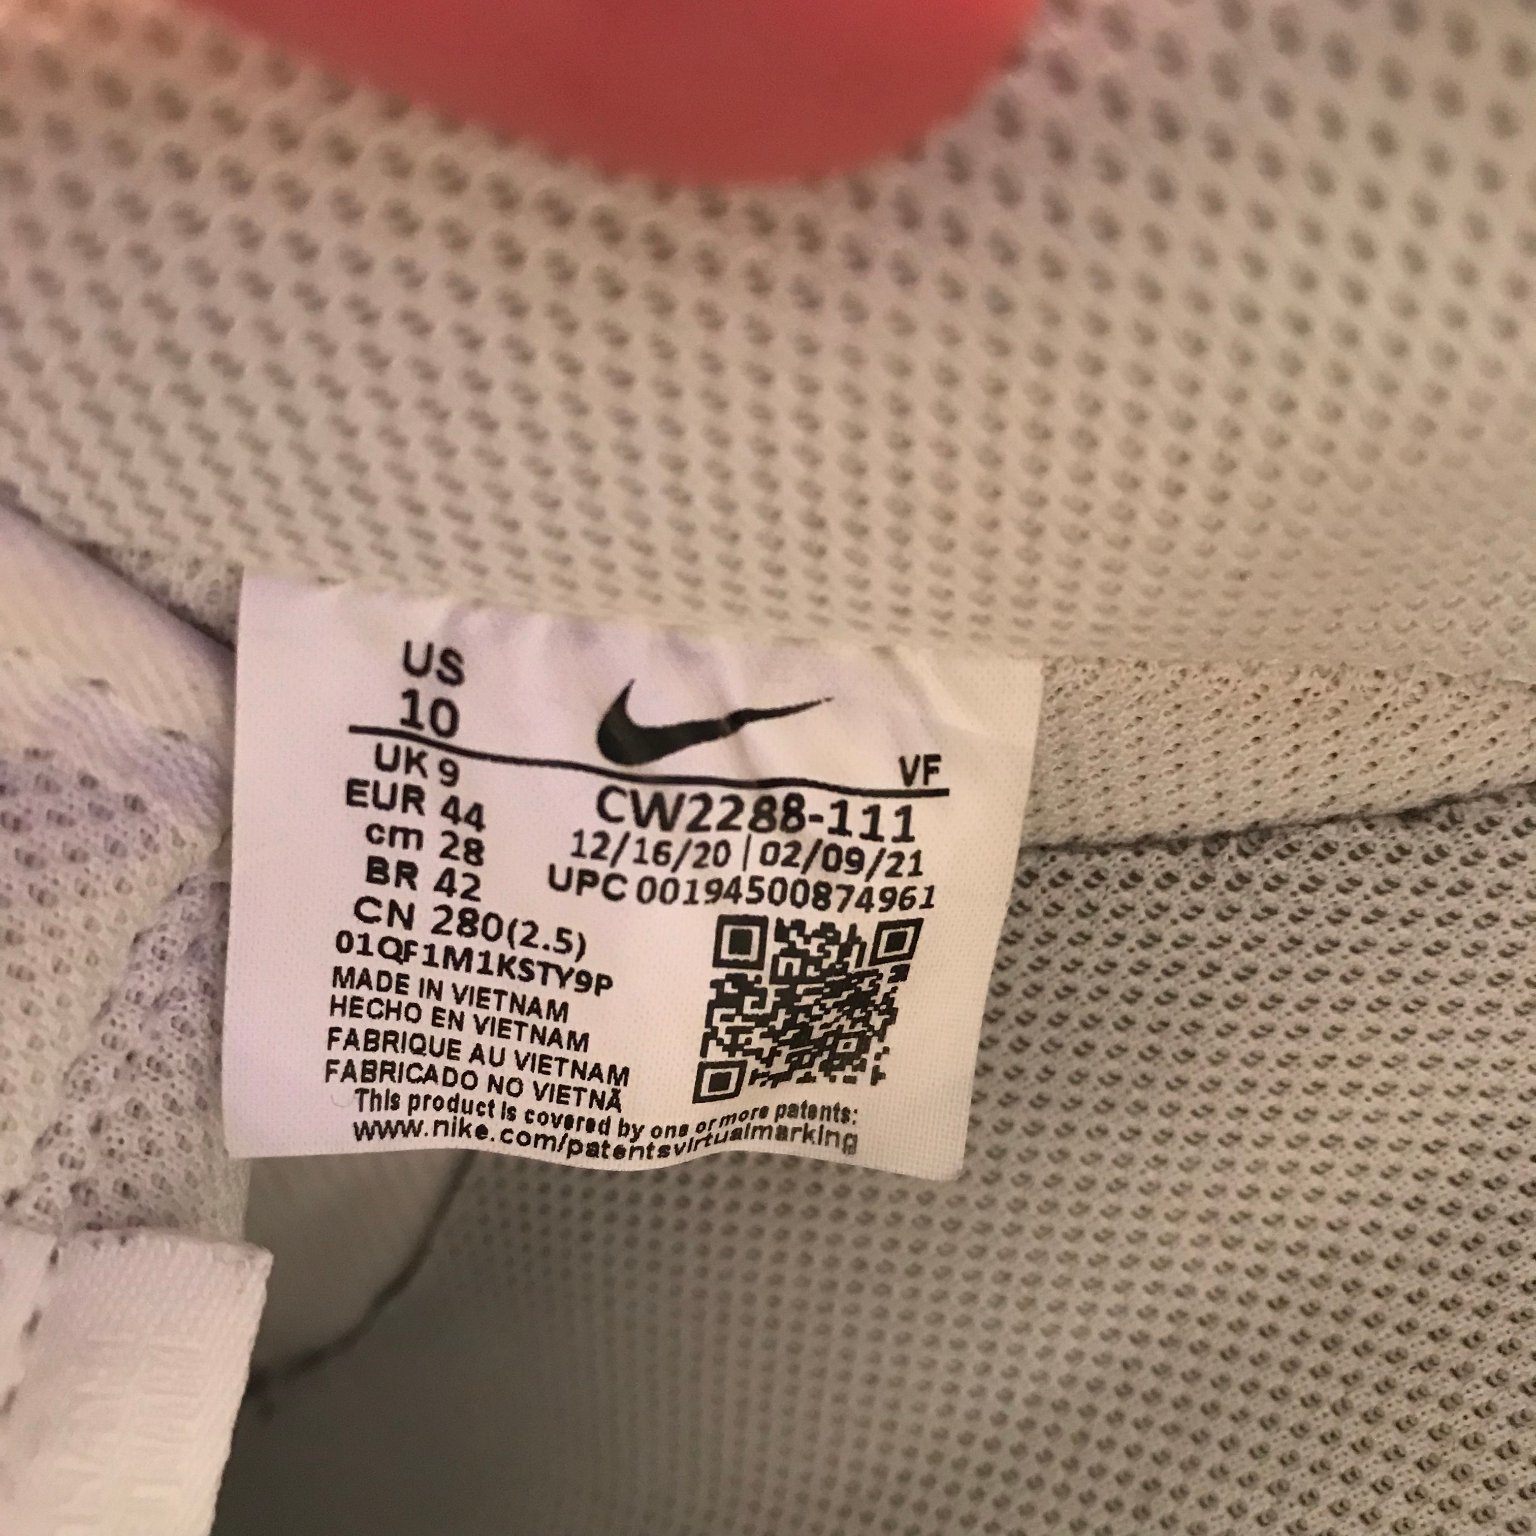 US
10
VF
UK 9
EUR 44
cm 28
BR 42
CN 280(2.5)
CW2288-111
12/16/20 | 02/09/21
UPC 00194500874961
01QF1M1KSTY9P
MADE IN VIETNAM
HECHO EN VIETNAM
FABRIQUE AU VIETNAM
FABRICADO NO VIETNÃ
This product is covered by one or more patents:
www.nike.com/patentsvirtualmarking